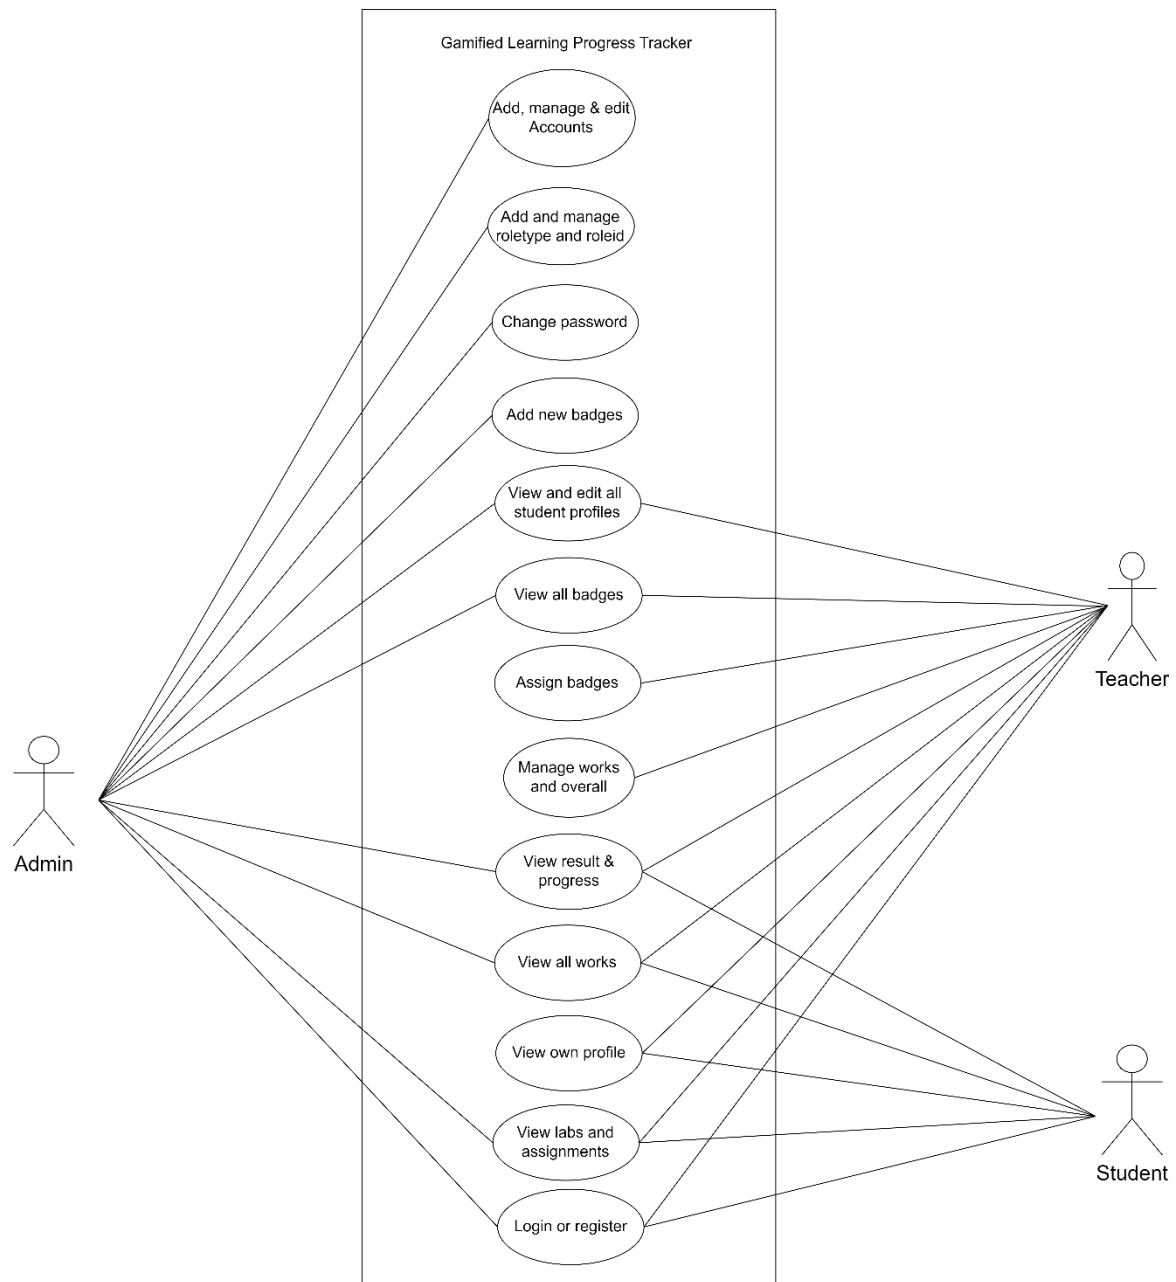 Gamified Learning Progress Tracker
Add, manage & edit
Accounts
Add and manage
roletype and roleid
Change password
Add new badges
View and edit all
student profiles
View all badges
Assign badges
Teacher
Manage works
and overall
Admin
View result &
progress
View all works
View own profile
View labs and
assignments
Student
Login or register